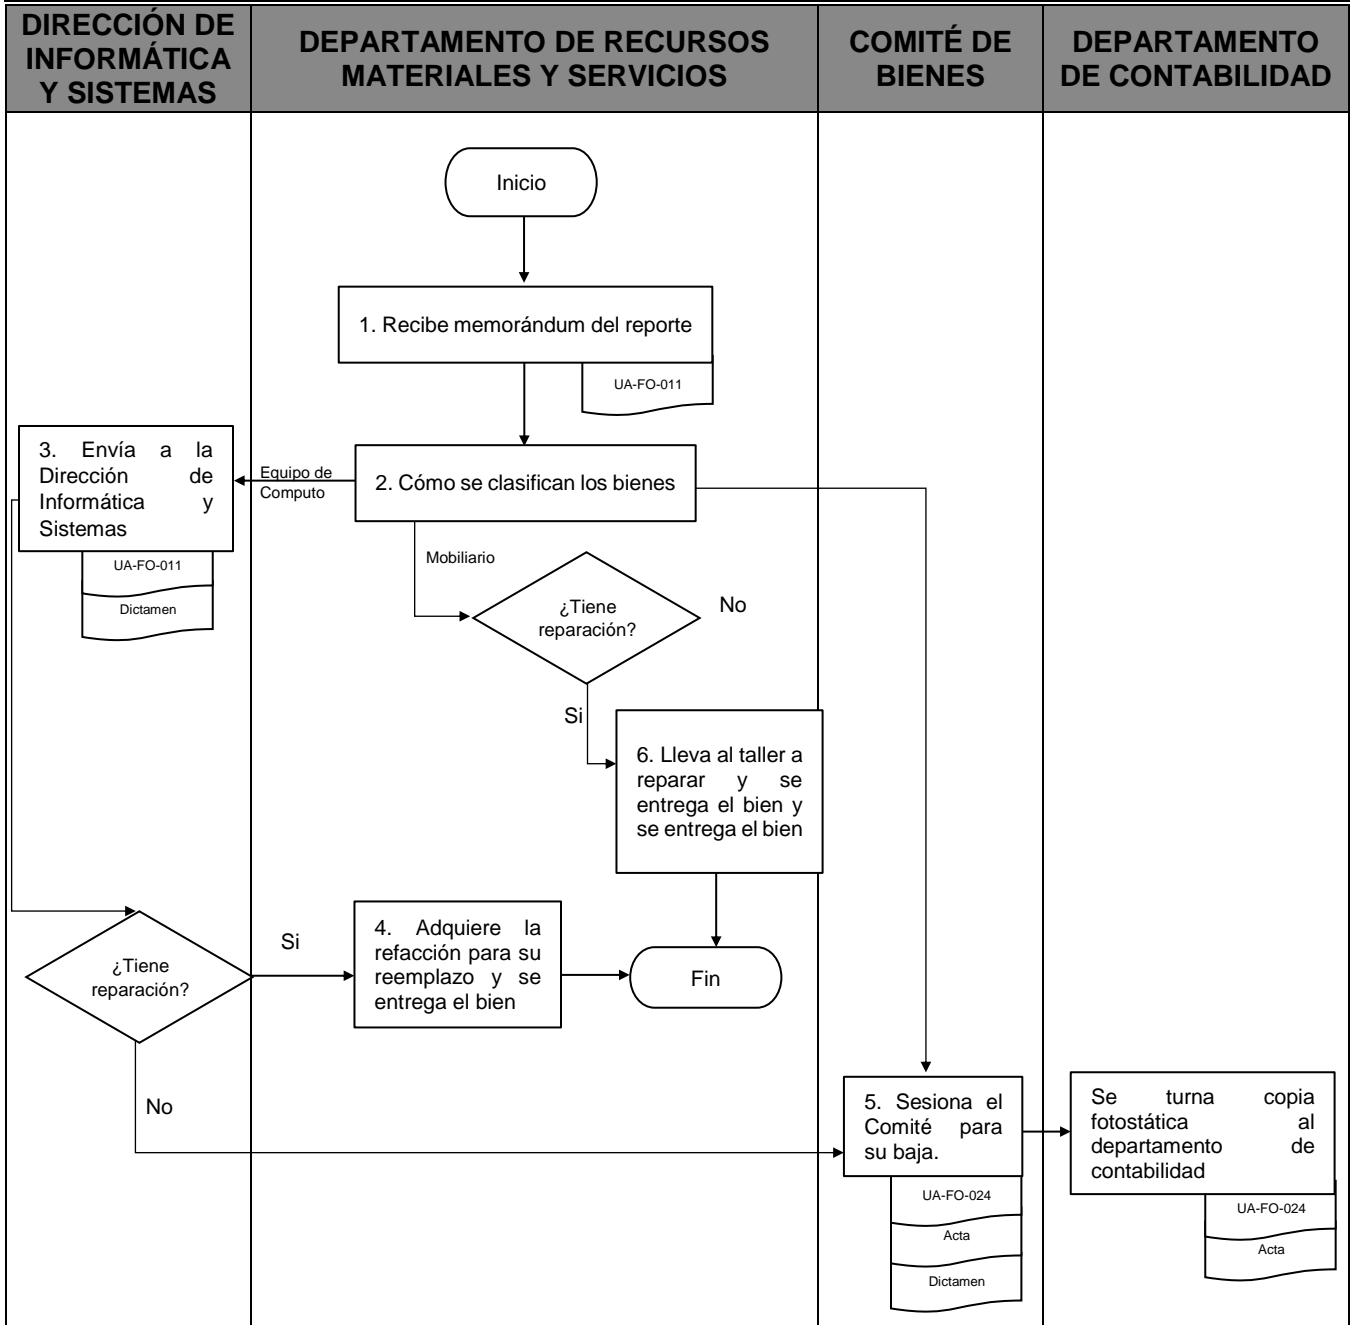 DIRECCIÓN DE
INFORMÁTICA
Y SISTEMAS
DEPARTAMENTO DE RECURSOS
MATERIALES Y SERVICIOS
COMITÉ DE
BIENES
DEPARTAMENTO
DE CONTABILIDAD
Inicio
1. Recibe memorándum del reporte
UA-FO-011
2. Cómo se clasifican los bienes
Equipo de
Computo
3. Envía a la
Dirección de
Informática y
Sistemas
UA-FO-011
Dictamen
Mobiliario
¿Tiene
reparación?
No
Si
6. Lleva al taller a
reparar y se
entrega el bien y
se entrega el bien
¿Tiene
reparación?
Si
4. Adquiere la
refacción para su
reemplazo y se
entrega el bien
Fin
No
5. Sesiona el
Comité para
su baja.
UA-FO-024
Acta
Dictamen
Se turna copia
fotostática al
departamento de
contabilidad
UA-FO-024
Acta